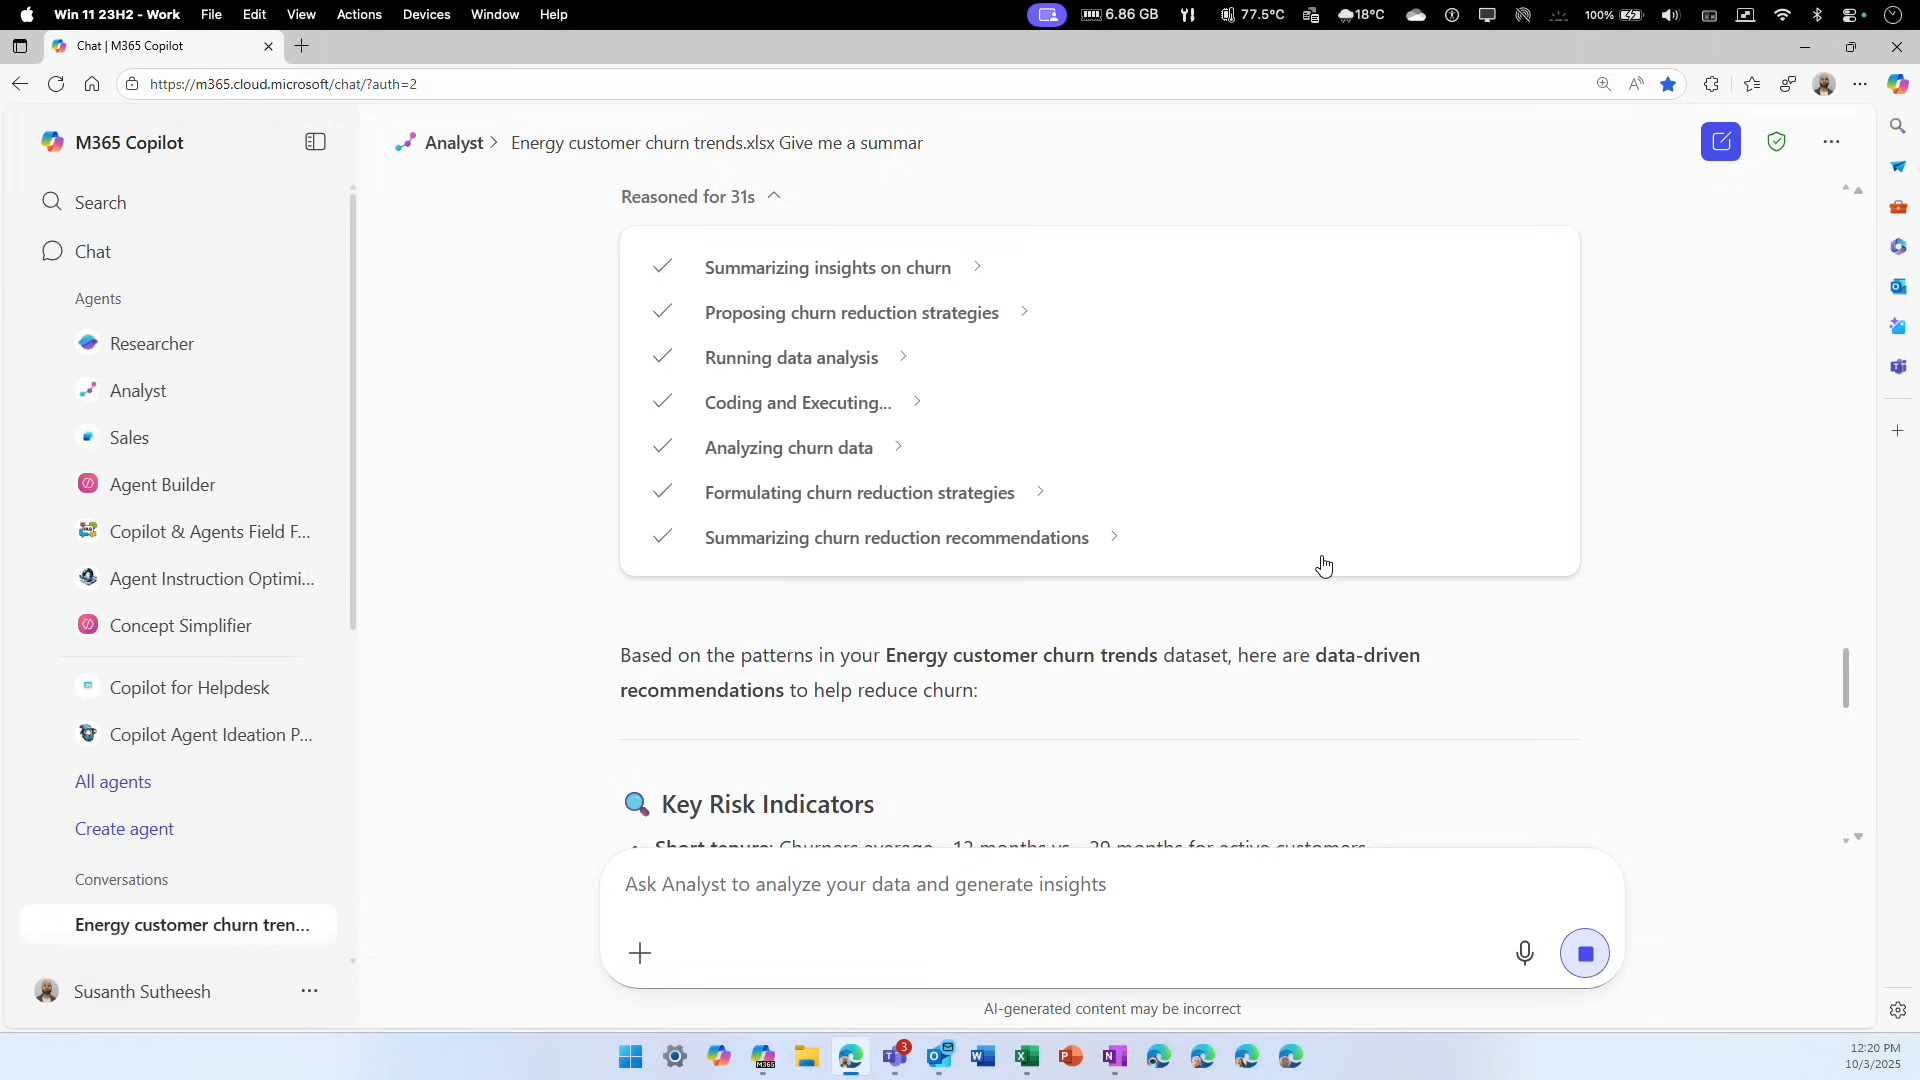 Win 11 23H2 - Work File Edit View Actions Devices Window Help 6.86 GB 77.5°C 18°C 100%
Chat | M365 Copilot
https://m365.cloud.microsoft/chat/?auth=2
M365 Copilot
Search
Chat
Agents
Researcher
Analyst
Sales
Agent Builder
Copilot & Agents Field F...
Agent Instruction Optimi...
Concept Simplifier
Copilot for Helpdesk
Copilot Agent Ideation P...
All agents
Create agent
Conversations
Energy customer churn tren...
Susanth Sutheesh
Analyst > Energy customer churn trends.xlsx Give me a summar
Reasoned for 31s
Summarizing insights on churn
Proposing churn reduction strategies
Running data analysis
Coding and Executing...
Analyzing churn data
Formulating churn reduction strategies
Summarizing churn reduction recommendations
Based on the patterns in your Energy customer churn trends dataset, here are data-driven
recommendations to help reduce churn:
Key Risk Indicators
Ask Analyst to analyze your data and generate insights
AI-generated content may be incorrect
3
M365
12:20 PM
10/3/2025